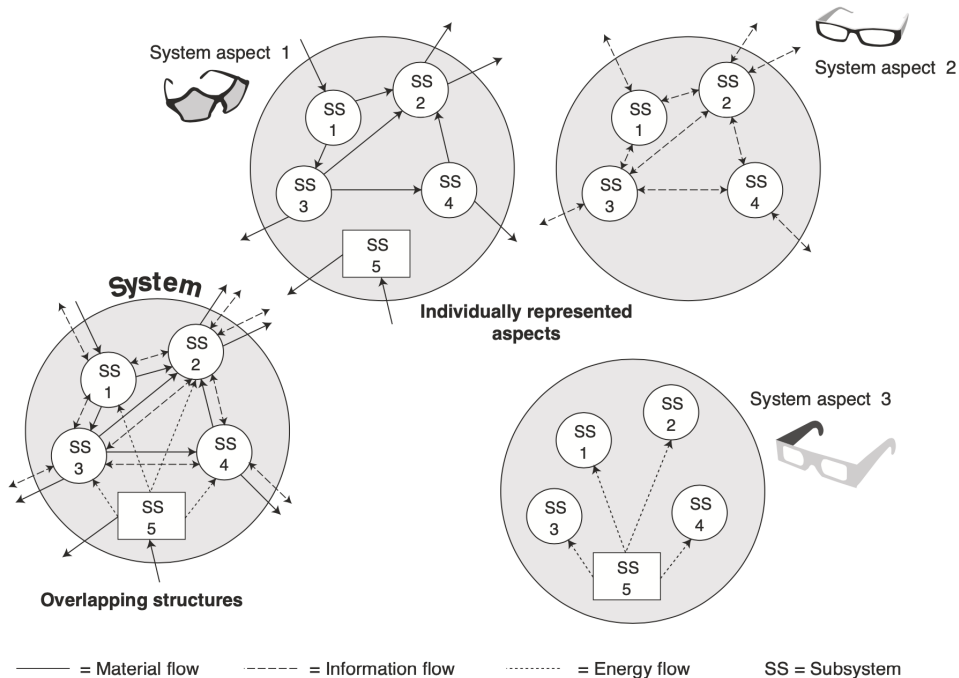 System aspect 1
SS
1
SS
2
SS
3
SS
4
SS
5
System aspect 2
SS
1
SS
2
SS
3
SS
4
Individually represented
aspects
System
SS
1
SS
2
SS
3
SS
4
SS
5
Overlapping structures
System aspect 3
SS
1
SS
2
SS
3
SS
4
SS
5
= Material flow
= Information flow
= Energy flow
SS = Subsystem